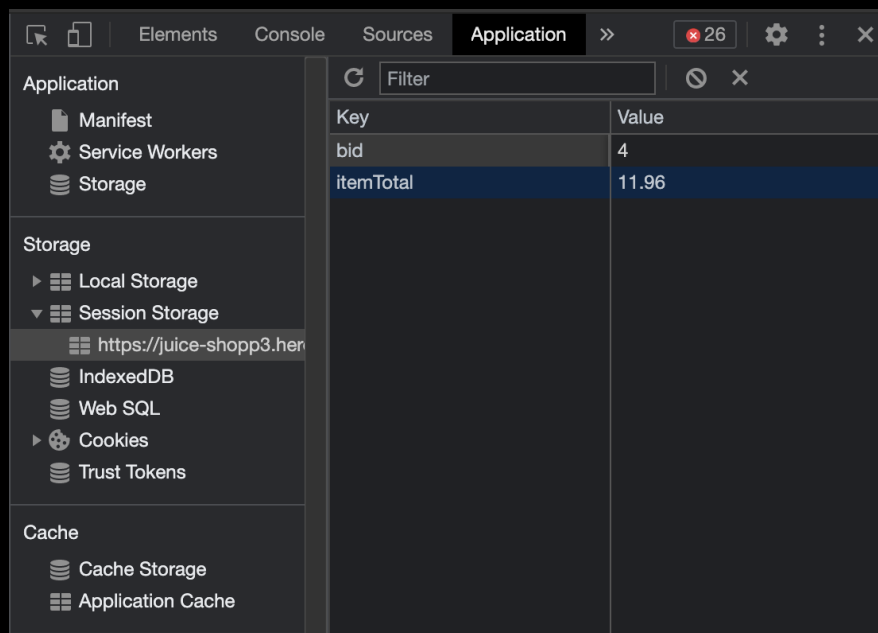 Elements Console Sources Application » 26
Application
Manifest
Service Workers
Storage
Storage
Local Storage
Session Storage
https://juice-shopp3.her
IndexedDB
Web SQL
Cookies
Trust Tokens
Cache
Cache Storage
Application Cache
Filter
Key Value
bid 4
itemTotal 11.96